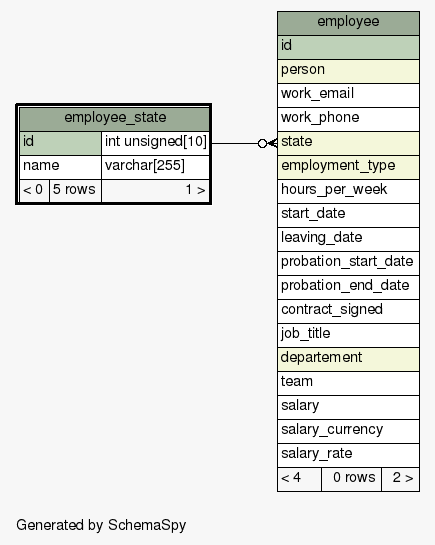 employee_state
id int unsigned[10]
name varchar[255]
< 0 5 rows 1 >
employee
id
person
work_email
work_phone
state
employment_type
hours_per_week
start_date
leaving_date
probation_start_date
probation_end_date
contract_signed
job_title
departement
team
salary
salary_currency
salary_rate
< 4 0 rows 2 >
Generated by SchemaSpy